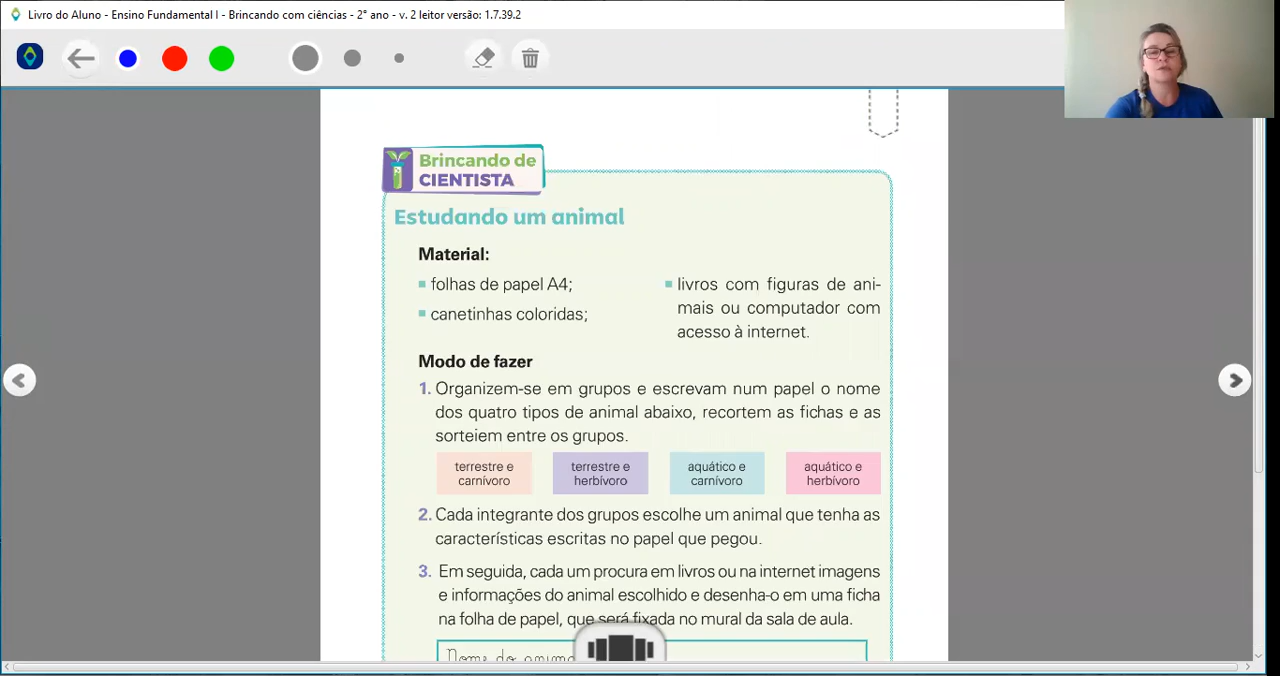 Livro do Aluno - Ensino Fundamental I - Brincando com ciências - 2° ano - v. 2 leitor versão: 1.7.39.2
Brincando de
CIENTISTA
Estudando um animal
Material:
folhas de papel A4;
canetinhas coloridas;
livros com figuras de ani-
mais ou computador com
acesso à internet.
Modo de fazer
1. Organizem-se em grupos e escrevam num papel o nome
dos quatro tipos de animal abaixo, recortem as fichas e as
sorteiem entre os grupos.
terrestre e
carnívoro
terrestre e
herbívoro
aquático e
carnívoro
aquático e
herbívoro
2. Cada integrante dos grupos escolhe um animal que tenha as
características escritas no papel que pegou.
3. Em seguida, cada um procura em livros ou na internet imagens
e informações do animal escolhido e desenha-o em uma ficha
na folha de papel, que será fixada no mural da sala de aula.
Nome do